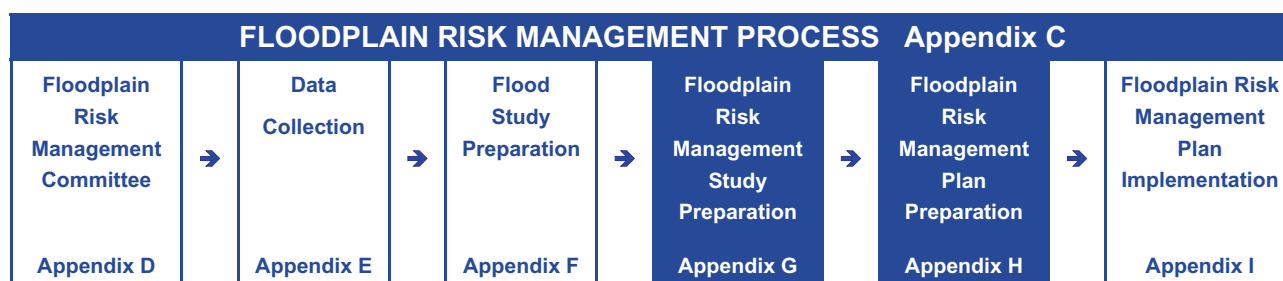 FLOODPLAIN RISK MANAGEMENT PROCESS Appendix C
Floodplain
Risk
Management
Committee
Appendix D
➔
Data
Collection
Appendix E
➔
Flood
Study
Preparation
Appendix F
➔
Floodplain
Risk
Management
Study
Preparation
Appendix G
➔
Floodplain
Risk
Management
Plan
Preparation
Appendix H
➔
Floodplain Risk
Management
Plan
Implementation
Appendix I